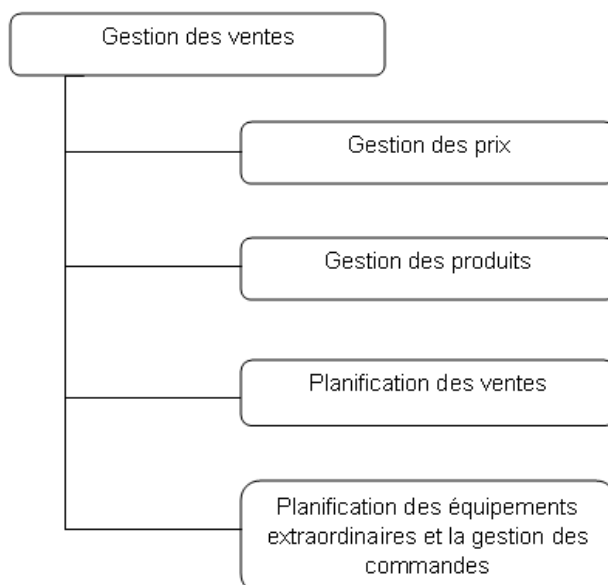 Gestion des ventes
Gestion des prix
Gestion des produits
Planification des ventes
Planification des équipements
extraordinaires et la gestion des
commandes